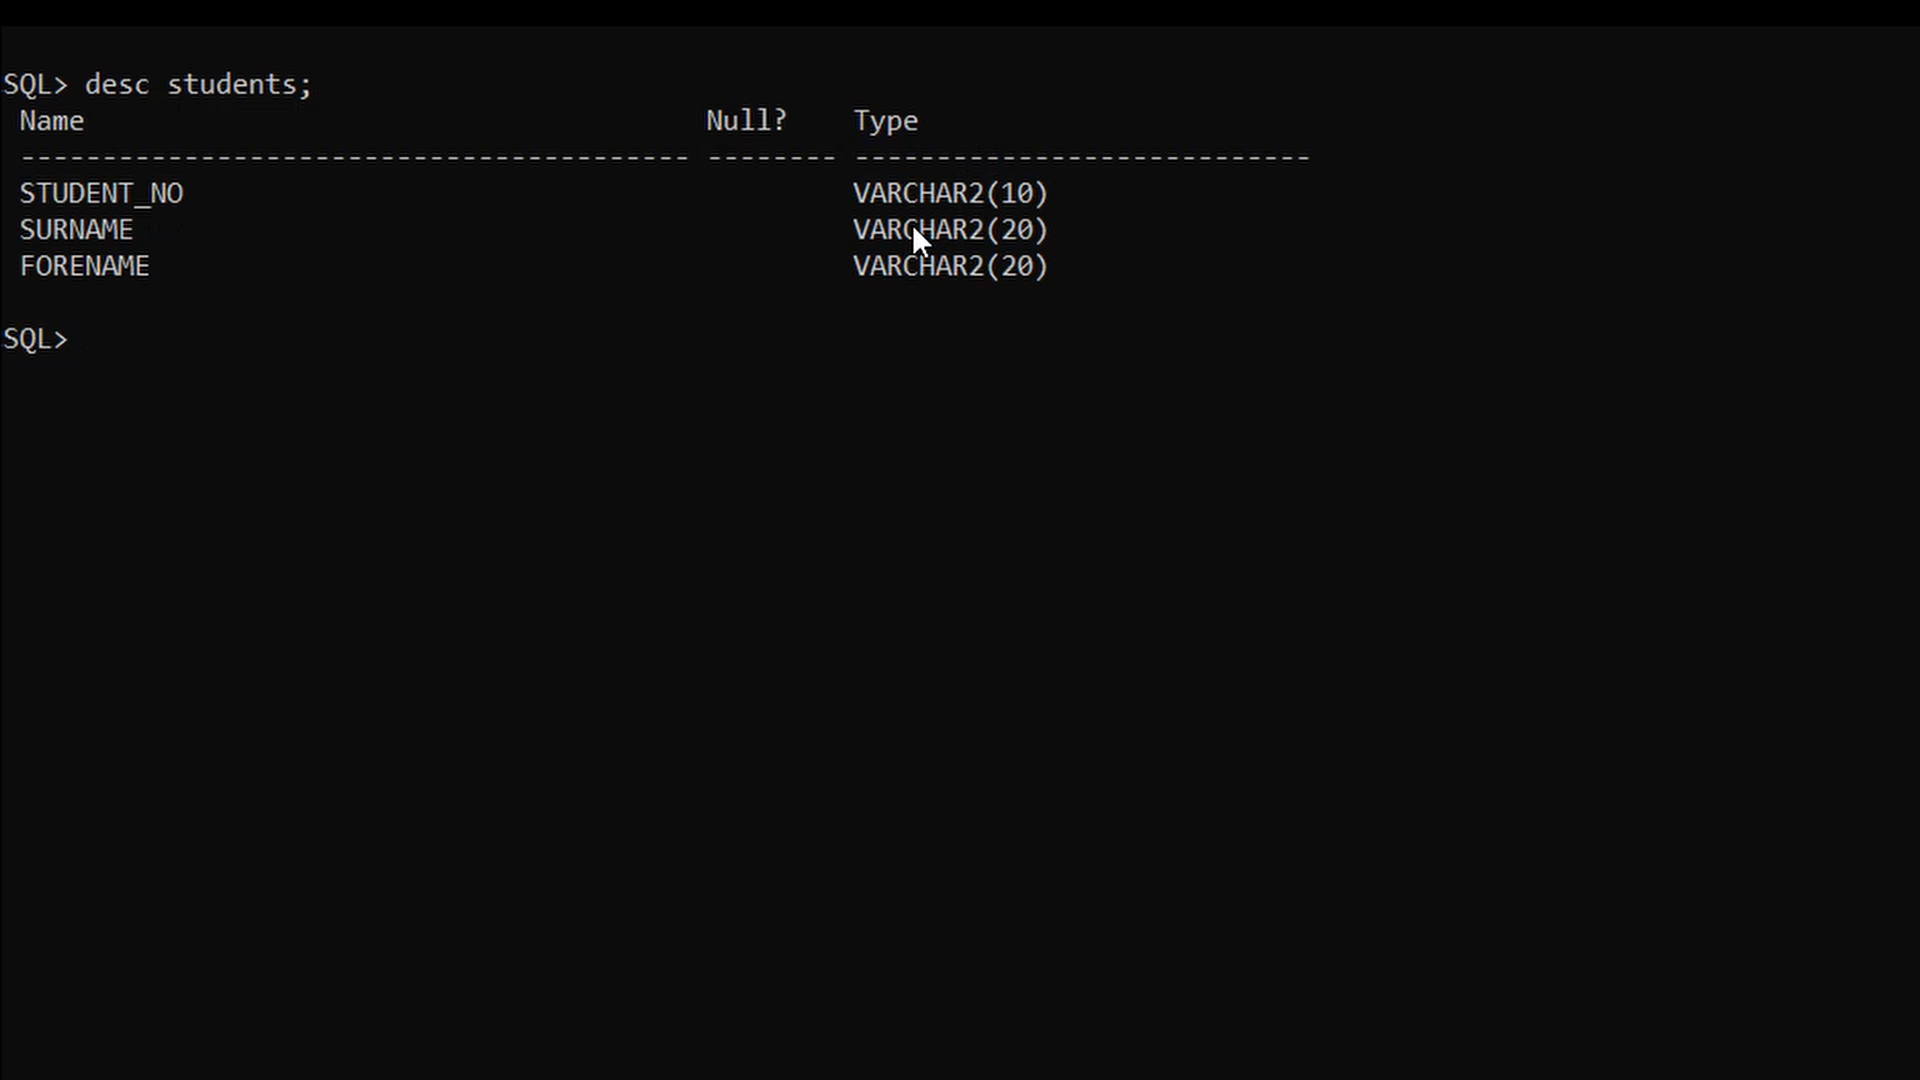 SQL> desc students;
Name Null? Type
----------------------------------------- -------- ----------------------------
STUDENT_NO VARCHAR2(10)
SURNAME VARCHAR2(20)
FORENAME VARCHAR2(20)
SQL>